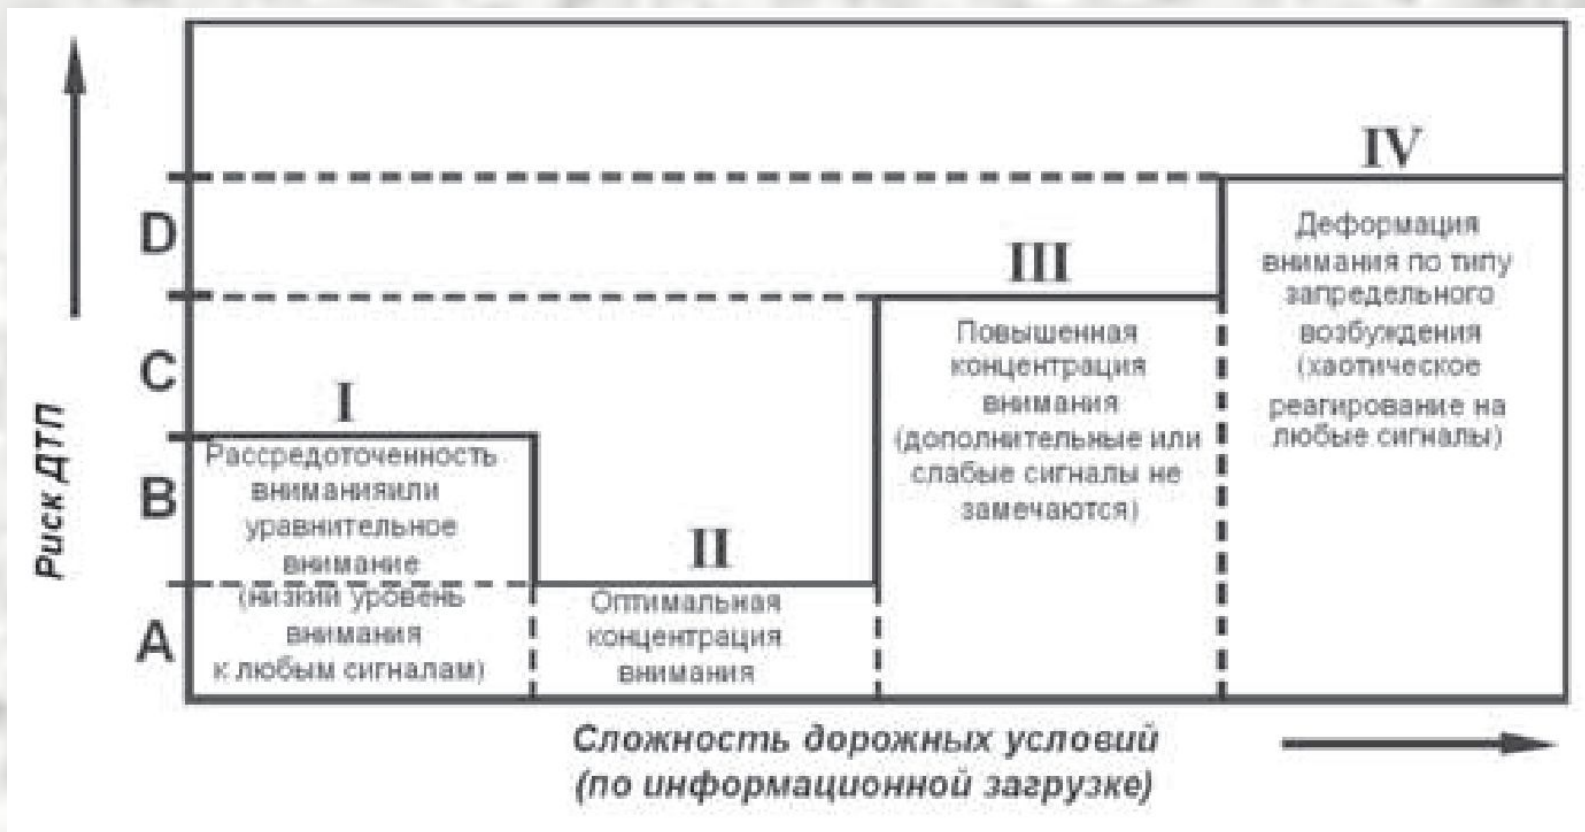 IV
D
Деформация
внимания по типу
запредельного
возбуждения
(хаотическое
реагирование на
любые сигналы)
III
Повышенная
концентрация
внимания
(дополнительные или
слабые сигналы не
замечаются)
C
I
Рассредоточенность
вниманияили
уравнительное
внимание
(низкий уровень
внимания
к любым сигналам)
B
II
Оптимальная
концентрация
внимания
A
Риск ДТП
Сложность дорожных условий
(по информационной загрузке)